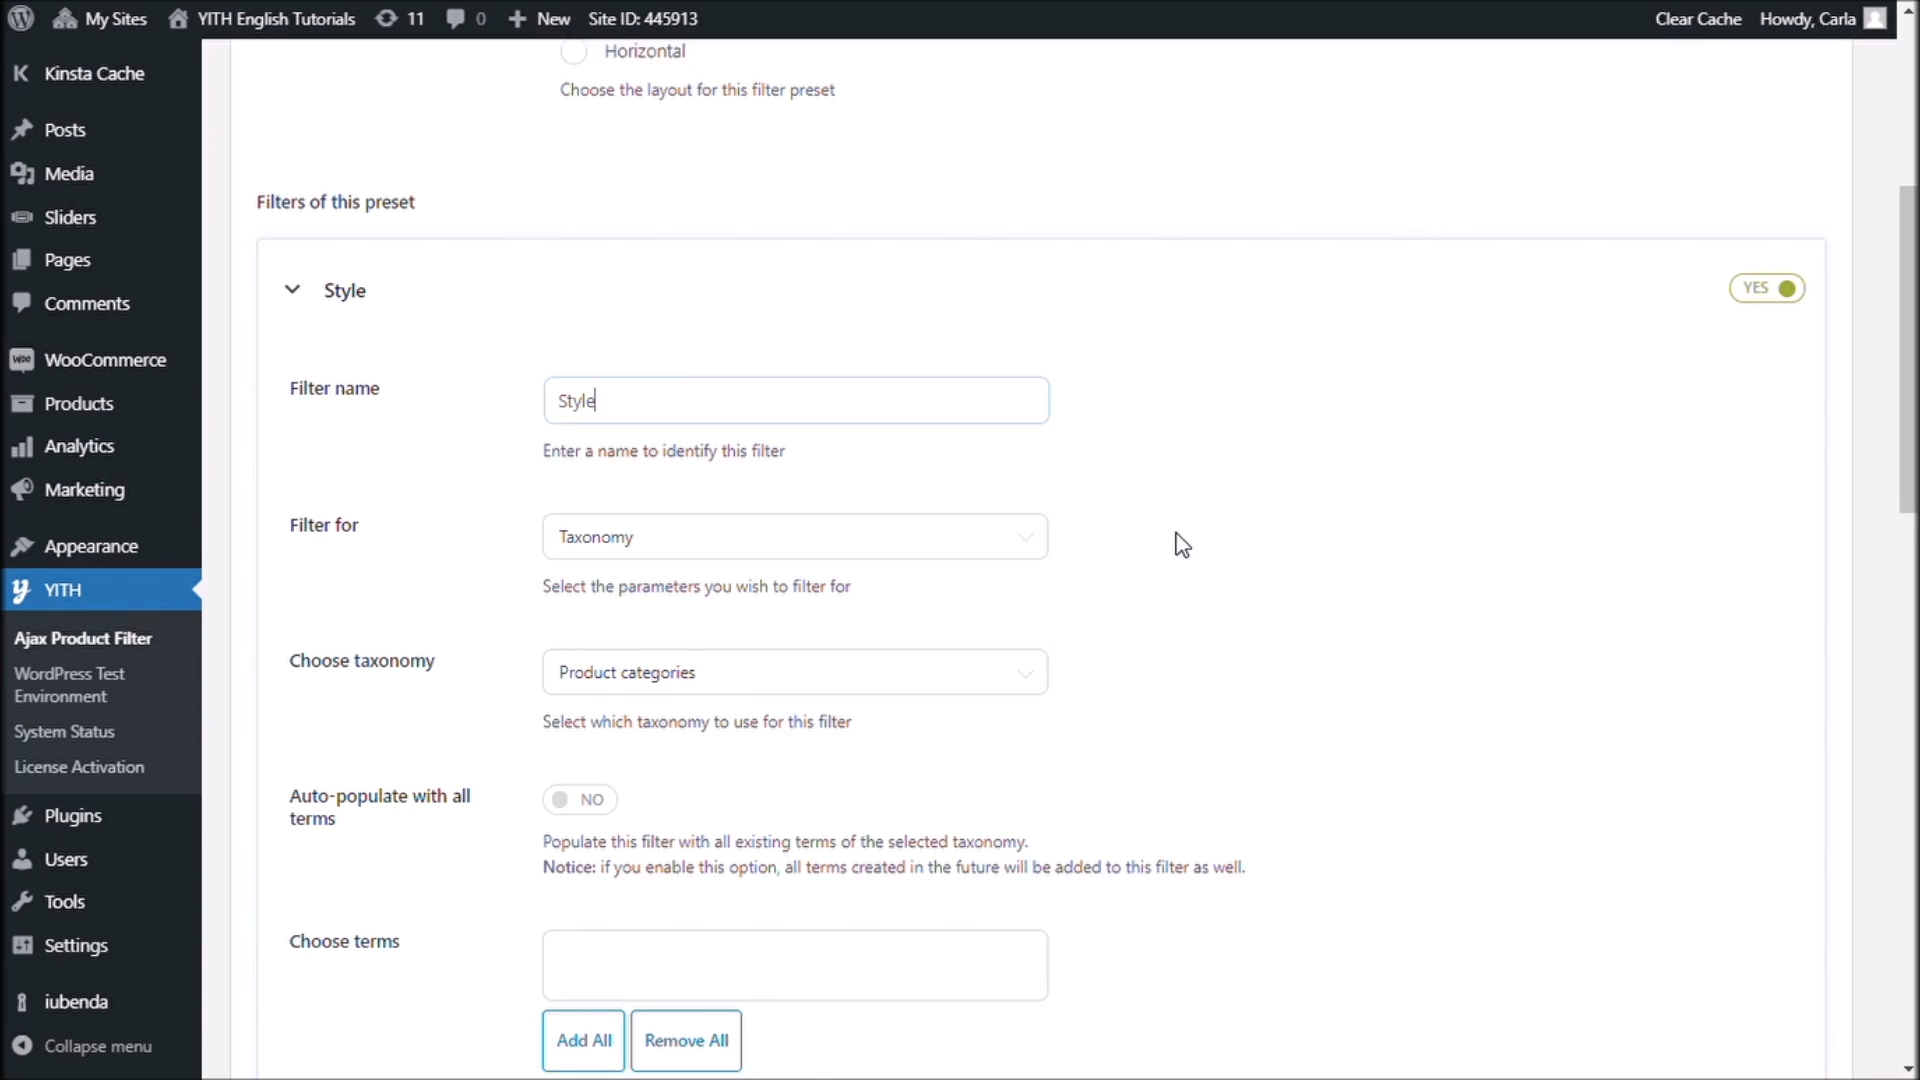 My Sites
YITH English Tutorials
11
0
New
Site ID: 445913
Clear Cache
Howdy, Carla
Kinsta Cache
Posts
Media
Sliders
Pages
Comments
Woo WooCommerce
Products
Analytics
Marketing
Appearance
YITH
Ajax Product Filter
WordPress Test
Environment
System Status
License Activation
Plugins
Users
Tools
Settings
iubenda
Collapse menu
Horizontal
Choose the layout for this filter preset
Filters of this preset
Style
YES
Filter name
Style
Enter a name to identify this filter
Filter for
Taxonomy
Select the parameters you wish to filter for
Choose taxonomy
Product categories
Select which taxonomy to use for this filter
Auto-populate with all
terms
NO
Populate this filter with all existing terms of the selected taxonomy.
Notice: if you enable this option, all terms created in the future will be added to this filter as well.
Choose terms
Add All
Remove All